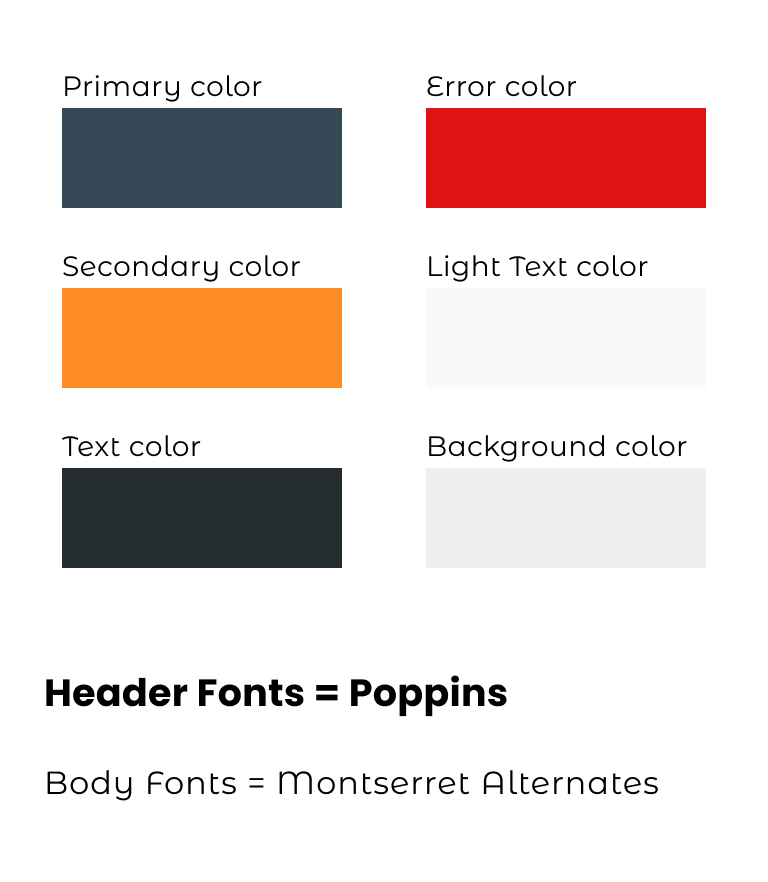 Primary color
Error color
Secondary color
Light Text color
Text color
Background color
Header Fonts = Poppins
Body Fonts = Montserret Alternates